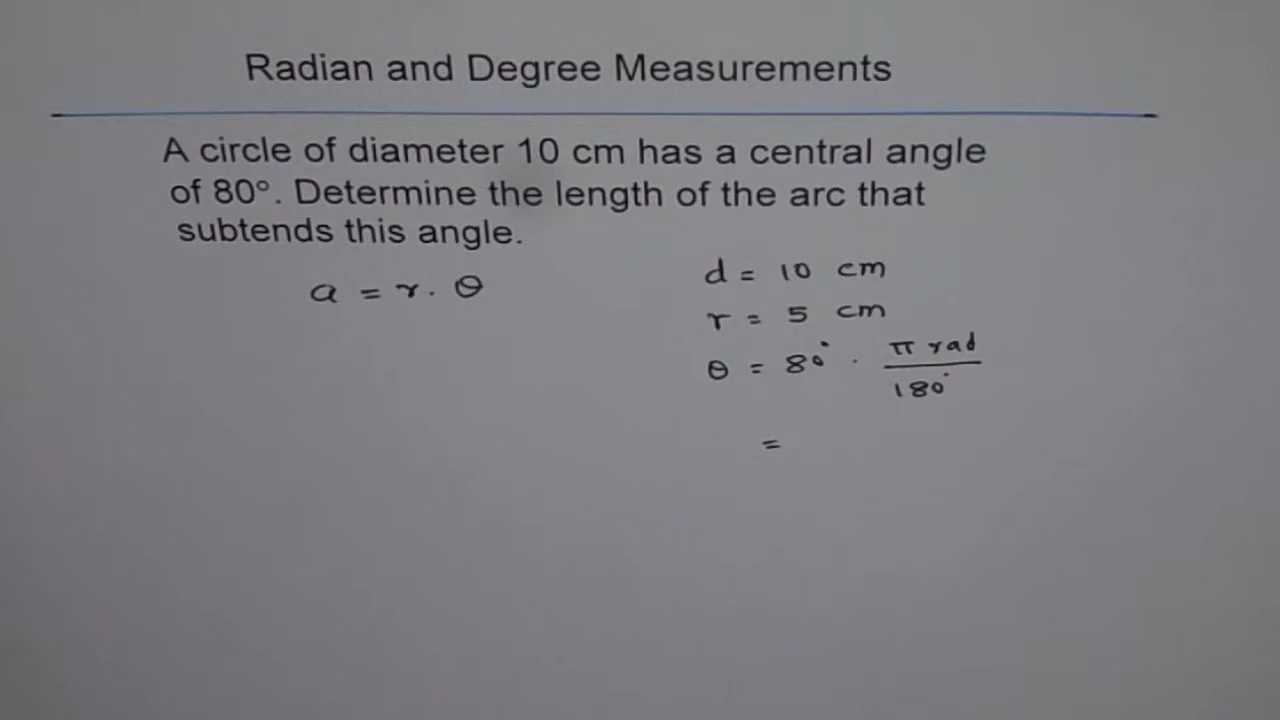 Radian and Degree Measurements
A circle of diameter 10 cm has a central angle
of 80°. Determine the length of the arc that
subtends this angle.
a = r . θ
d = 10 cm
r = 5 cm
θ = 80° . π rad / 180°
=